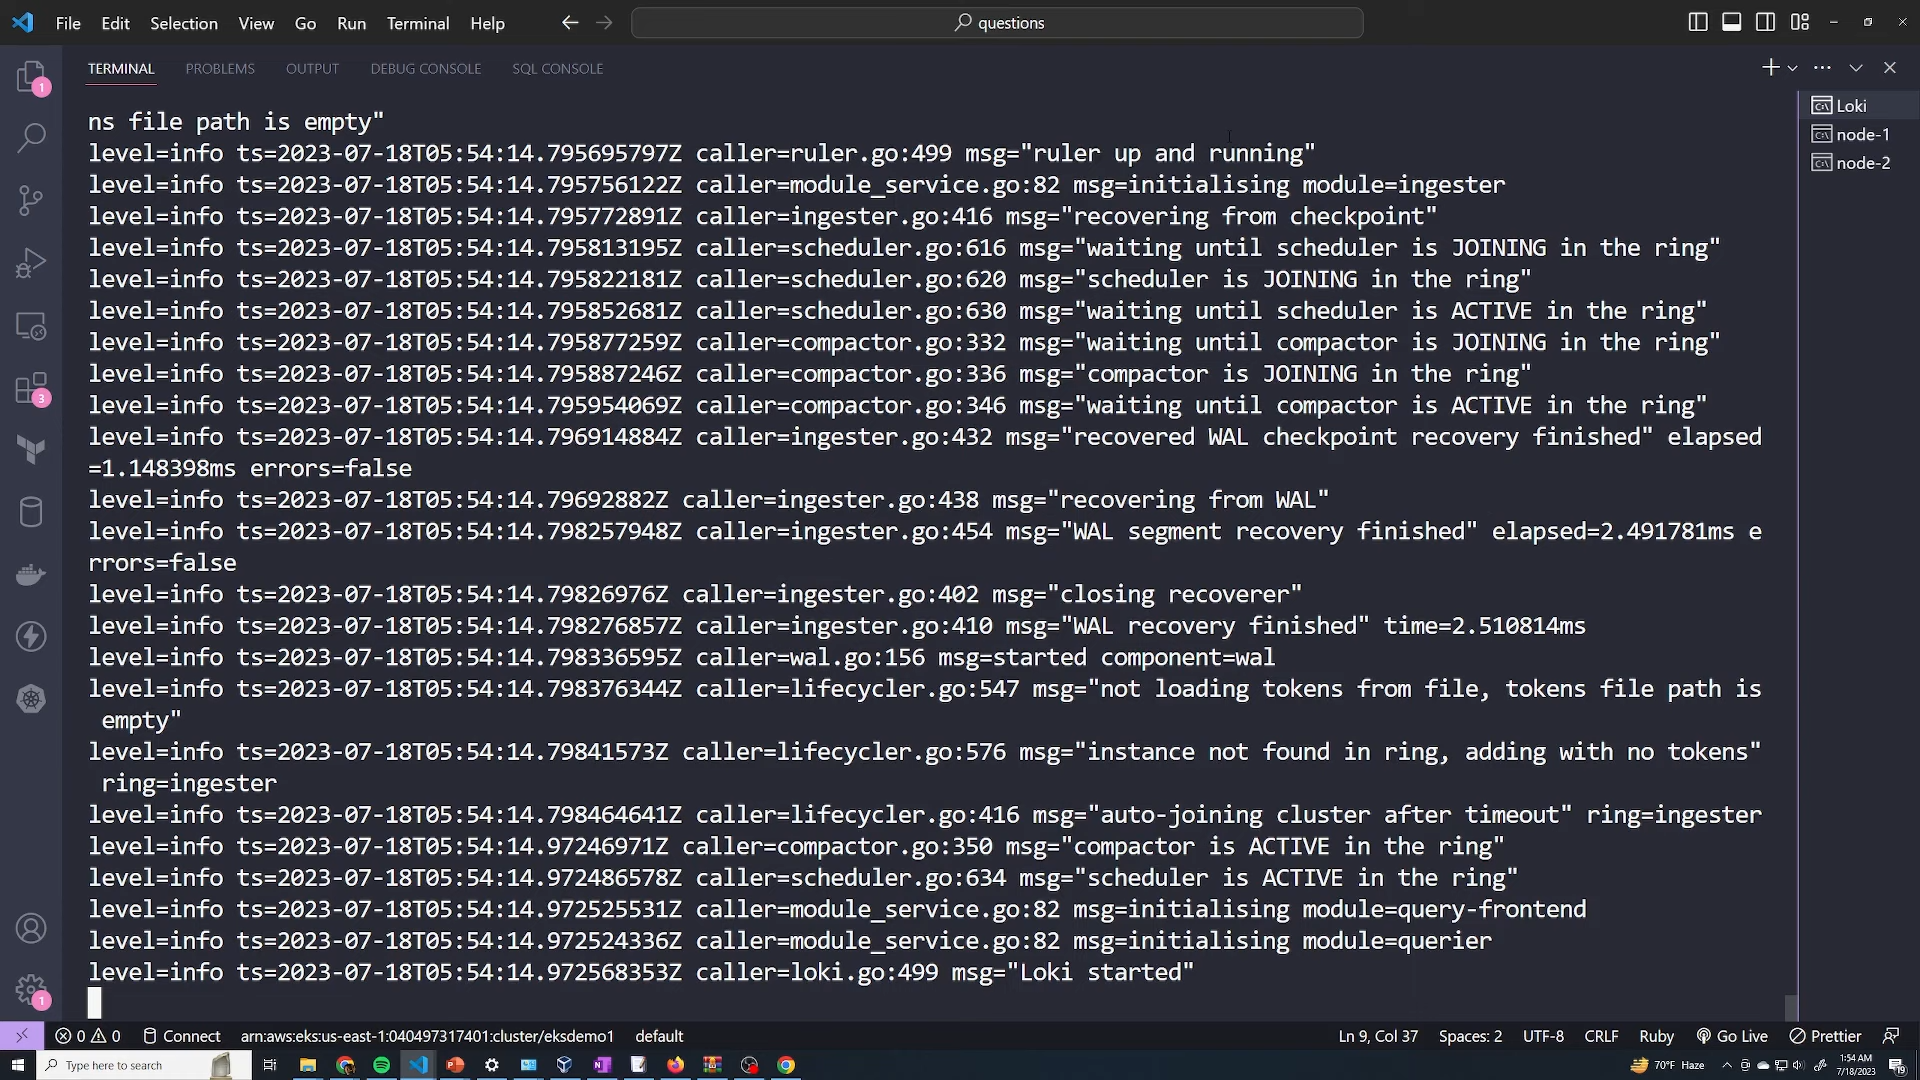 File Edit Selection View Go Run Terminal Help
questions
TERMINAL PROBLEMS OUTPUT DEBUG CONSOLE SQL CONSOLE
Loki
node-1
node-2
ns file path is empty"
level=info ts=2023-07-18T05:54:14.795695797Z caller=ruler.go:499 msg="ruler up and running"
level=info ts=2023-07-18T05:54:14.795756122Z caller=module_service.go:82 msg=initialising module=ingester
level=info ts=2023-07-18T05:54:14.795772891Z caller=ingester.go:416 msg="recovering from checkpoint"
level=info ts=2023-07-18T05:54:14.795813195Z caller=scheduler.go:616 msg="waiting until scheduler is JOINING in the ring"
level=info ts=2023-07-18T05:54:14.795822181Z caller=scheduler.go:620 msg="scheduler is JOINING in the ring"
level=info ts=2023-07-18T05:54:14.795852681Z caller=scheduler.go:630 msg="waiting until scheduler is ACTIVE in the ring"
level=info ts=2023-07-18T05:54:14.795877259Z caller=compactor.go:332 msg="waiting until compactor is JOINING in the ring"
level=info ts=2023-07-18T05:54:14.795887246Z caller=compactor.go:336 msg="compactor is JOINING in the ring"
level=info ts=2023-07-18T05:54:14.795954069Z caller=compactor.go:346 msg="waiting until compactor is ACTIVE in the ring"
level=info ts=2023-07-18T05:54:14.796914884Z caller=ingester.go:432 msg="recovered WAL checkpoint recovery finished" elapsed
=1.148398ms errors=false
level=info ts=2023-07-18T05:54:14.79692882Z caller=ingester.go:438 msg="recovering from WAL"
level=info ts=2023-07-18T05:54:14.798257948Z caller=ingester.go:454 msg="WAL segment recovery finished" elapsed=2.491781ms e
rrors=false
level=info ts=2023-07-18T05:54:14.79826976Z caller=ingester.go:402 msg="closing recoverer"
level=info ts=2023-07-18T05:54:14.798276857Z caller=ingester.go:410 msg="WAL recovery finished" time=2.510814ms
level=info ts=2023-07-18T05:54:14.798336595Z caller=wal.go:156 msg=started component=wal
level=info ts=2023-07-18T05:54:14.798376344Z caller=lifecycler.go:547 msg="not loading tokens from file, tokens file path is
empty"
level=info ts=2023-07-18T05:54:14.79841573Z caller=lifecycler.go:576 msg="instance not found in ring, adding with no tokens"
ring=ingester
level=info ts=2023-07-18T05:54:14.798464641Z caller=lifecycler.go:416 msg="auto-joining cluster after timeout" ring=ingester
level=info ts=2023-07-18T05:54:14.97246971Z caller=compactor.go:350 msg="compactor is ACTIVE in the ring"
level=info ts=2023-07-18T05:54:14.972486578Z caller=scheduler.go:634 msg="scheduler is ACTIVE in the ring"
level=info ts=2023-07-18T05:54:14.972525531Z caller=module_service.go:82 msg=initialising module=query-frontend
level=info ts=2023-07-18T05:54:14.972524336Z caller=module_service.go:82 msg=initialising module=querier
level=info ts=2023-07-18T05:54:14.972568353Z caller=loki.go:499 msg="Loki started"
0 0 Connect arn:aws:eks:us-east-1:040497317401:cluster/eksdemo1 default Ln 9, Col 37 Spaces: 2 UTF-8 CRLF Ruby Go Live Prettier
Type here to search 70°F Haze 1:54 AM
7/18/2023